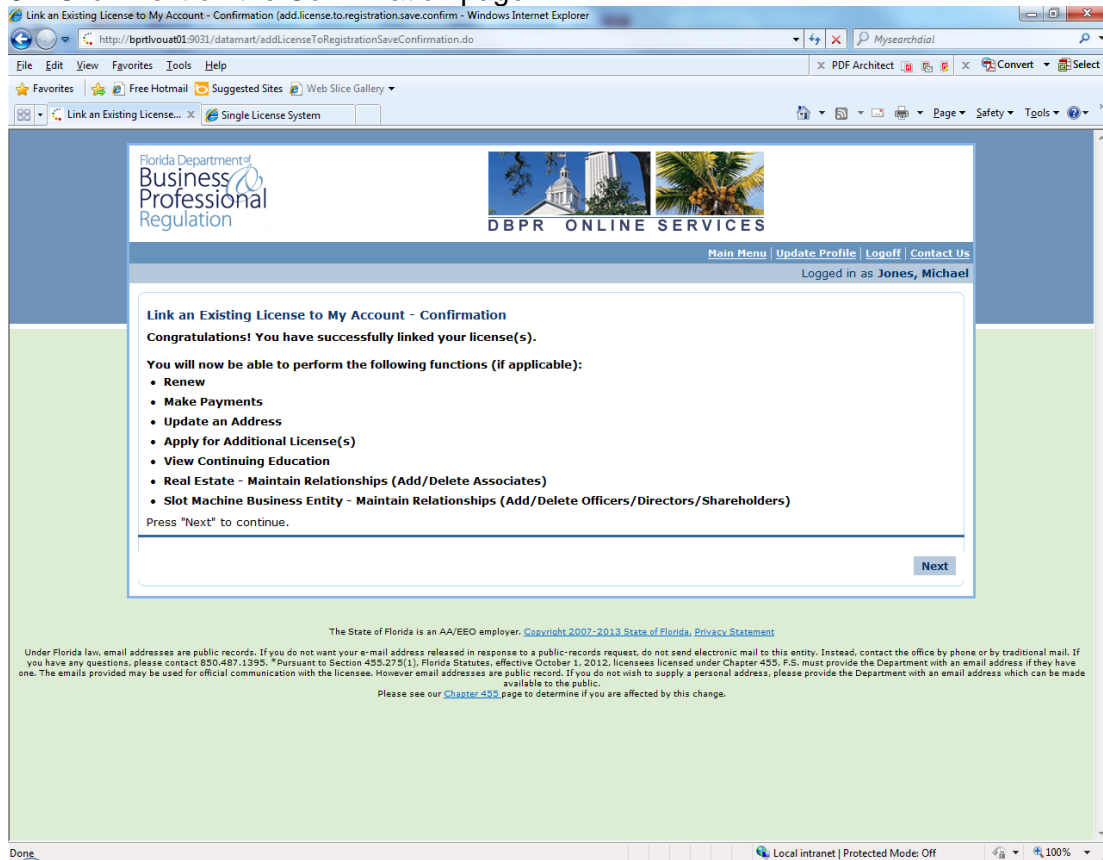 Link an Existing License to My Account - Confirmation (add.license.to.registration.save.confirm - Windows Internet Explorer
http://bprtlvouat01:9031/datamart/addLicenseToRegistrationSaveConfirmation.do
Mysearchdial
File Edit View Favorites Tools Help
x PDF Architect
x Convert Select
Favorites Free Hotmail Suggested Sites Web Slice Gallery
Link an Existing License... x Single License System
Page Safety Tools
Florida Department of
Business &
Professional
Regulation
DBPR ONLINE SERVICES
Main Menu | Update Profile | Logoff | Contact Us
Logged in as Jones, Michael
Link an Existing License to My Account - Confirmation
Congratulations! You have successfully linked your license(s).
You will now be able to perform the following functions (if applicable):
• Renew
• Make Payments
• Update an Address
• Apply for Additional License(s)
• View Continuing Education
• Real Estate - Maintain Relationships (Add/Delete Associates)
• Slot Machine Business Entity - Maintain Relationships (Add/Delete Officers/Directors/Shareholders)
Press "Next" to continue.
Next
The State of Florida is an AA/EEO employer. Copyright 2007-2013 State of Florida. Privacy Statement
Under Florida law, email addresses are public records. If you do not want your e-mail address released in response to a public-records request, do not send electronic mail to this entity. Instead, contact the office by phone or by traditional mail. If
you have any questions, please contact 850.487.1395. *Pursuant to Section 455.275(1), Florida Statutes, effective October 1, 2012, licensees licensed under Chapter 455, F.S. must provide the Department with an email address if they have
one. The emails provided may be used for official communication with the licensee. However email addresses are public record. If you do not wish to supply a personal address, please provide the Department with an email address which can be made
available to the public.
Please see our Chapter 455 page to determine if you are affected by this change.
Done
Local intranet | Protected Mode: Off
100%